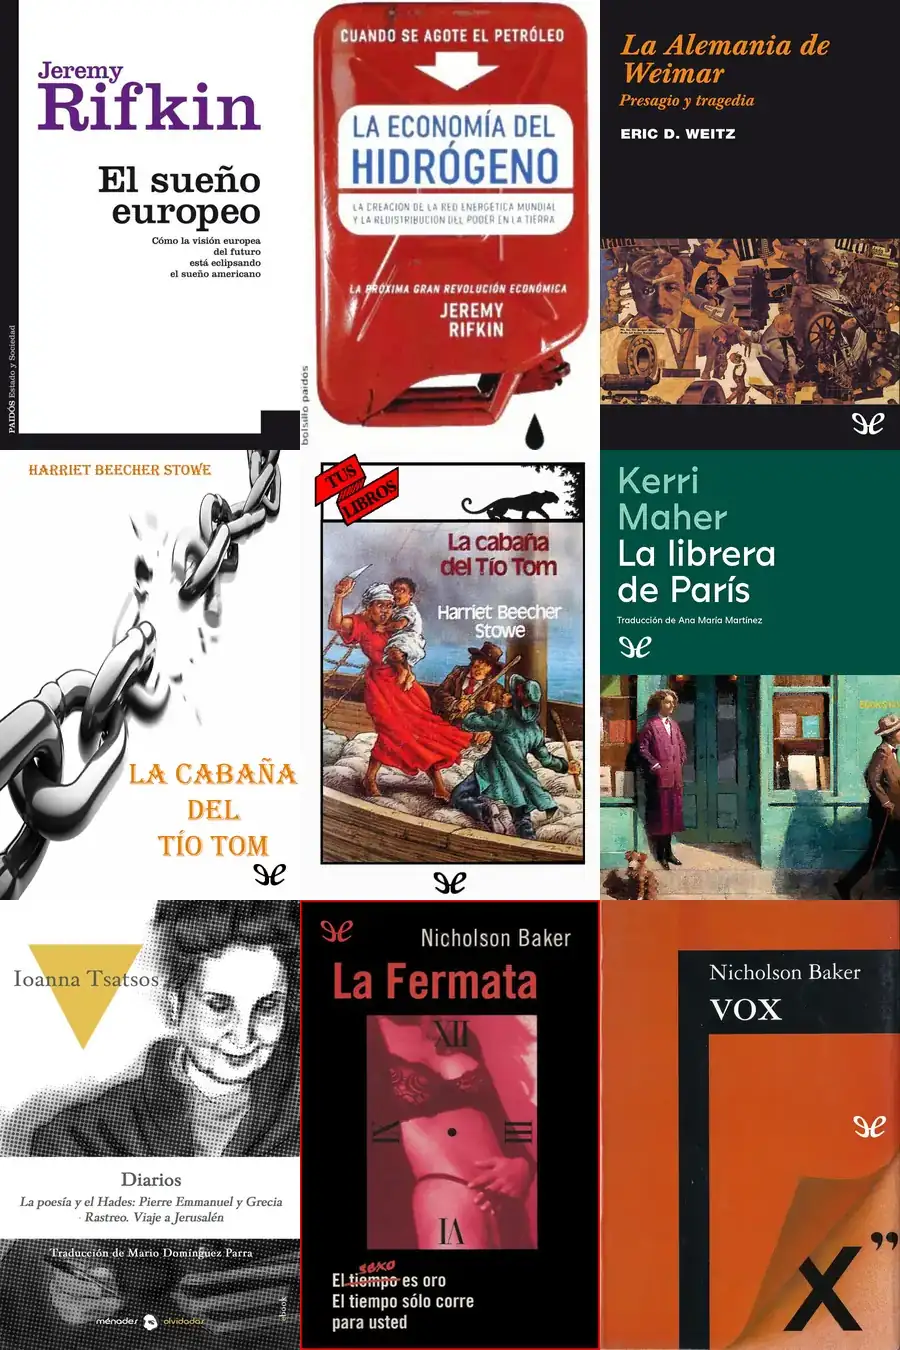 Jeremy
Rifkin
El sueño
europeo
Cómo la visión europea
del futuro
está eclipsando
el sueño americano
PAIDÓS Estado y Sociedad
CUANDO SE AGOTE EL PETRÓLEO
LA ECONOMÍA DEL
HIDRÓGENO
LA CREACIÓN DE LA RED ENERGÉTICA MUNDIAL
Y LA REDISTRIBUCIÓN DEL PODER EN LA TIERRA
LA PRÓXIMA GRAN REVOLUCIÓN ECONÓMICA
JEREMY
RIFKIN
bolsillo paidós
La Alemania de
Weimar
Presagio y tragedia
ERIC D. WEITZ
HARRIET BEECHER STOWE
LA CABAÑA
DEL
TÍO TOM
TUS
LIBROS
La cabaña
del Tío Tom
Harriet Beecher
Stowe
Kerri
Maher
La librera
de París
Traducción de Ana María Martínez
Ioanna Tsatsos
Diarios
La poesía y el Hades: Pierre Emmanuel y Grecia
· Rastreo. Viaje a Jerusalén
Traducción de Mario Domínguez Parra
ménades olvidadas
ebook
Nicholson Baker
La Fermata
XII
III
VI
sexo
El tiempo es oro
El tiempo sólo corre
para usted
Nicholson Baker
VOX
X”